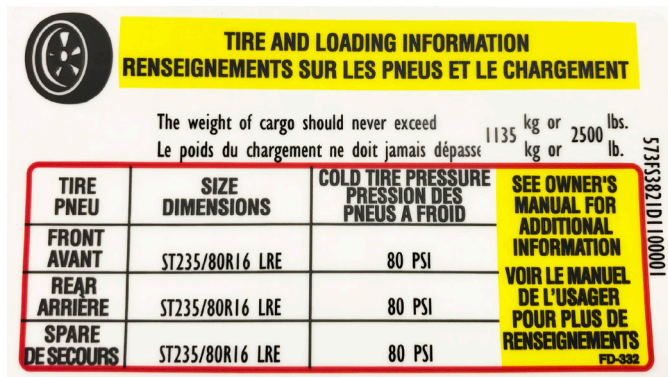 TIRE AND LOADING INFORMATION
RENSEIGNEMENTS SUR LES PNEUS ET LE CHARGEMENT
The weight of cargo should never exceed 1135 kg or 2500 lbs.
Le poids du chargement ne doit jamais dépasse kg or lb.
TIRE
PNEU
SIZE
DIMENSIONS
COLD TIRE PRESSURE
PRESSION DES
PNEUS A FROID
SEE OWNER'S
MANUAL FOR
ADDITIONAL
INFORMATION
VOIR LE MANUEL
DE L'USAGER
POUR PLUS DE
RENSEIGNEMENTS
FD-332
FRONT
AVANT
ST235/80R16 LRE
80 PSI
REAR
ARRIÈRE
ST235/80R16 LRE
80 PSI
SPARE
DE SECOURS
ST235/80R16 LRE
80 PSI